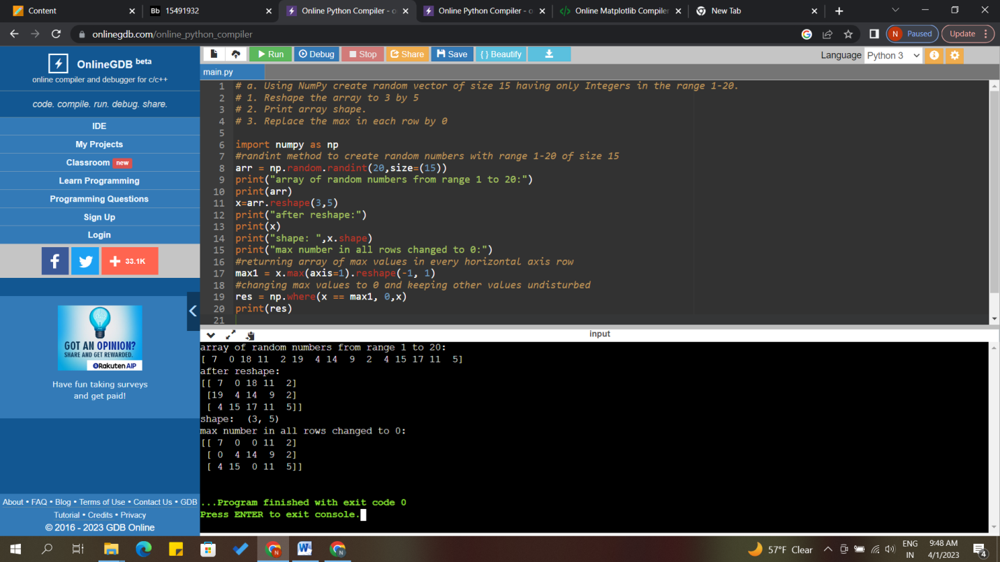 Content
15491932
Online Python Compiler - o
Online Python Compiler - o
Online Matplotlib Compiler
New Tab
onlinegdb.com/online_python_compiler
N Paused
Update
OnlineGDB beta
online compiler and debugger for c/c++
code. compile. run. debug. share.
IDE
My Projects
Classroom new
Learn Programming
Programming Questions
Sign Up
Login
f
+ 33.1K
GOT AN OPINION?
SHARE AND GET REWARDED.
Rakuten AIP
Have fun taking surveys
and get paid!
About • FAQ • Blog • Terms of Use • Contact Us • GDB
Tutorial • Credits • Privacy
© 2016 - 2023 GDB Online
Run Debug Stop Share Save { } Beautify
Language Python 3
main.py
1 # a. Using NumPy create random vector of size 15 having only Integers in the range 1-20.
2 # 1. Reshape the array to 3 by 5
3 # 2. Print array shape.
4 # 3. Replace the max in each row by 0
5
6 import numpy as np
7 #randint method to create random numbers with range 1-20 of size 15
8 arr = np.random.randint(20,size=(15))
9 print("array of random numbers from range 1 to 20:")
10 print(arr)
11 x=arr.reshape(3,5)
12 print("after reshape:")
13 print(x)
14 print("shape: ",x.shape)
15 print("max number in all rows changed to 0:")
16 #returning array of max values in every horizontal axis row
17 max1 = x.max(axis=1).reshape(-1, 1)
18 #changing max values to 0 and keeping other values undisturbed
19 res = np.where(x == max1, 0,x)
20 print(res)
21
input
array of random numbers from range 1 to 20:
[ 7  0 18 11  2 19  4 14  9  2  4 15 17 11  5]
after reshape:
[[ 7  0 18 11  2]
 [19  4 14  9  2]
 [ 4 15 17 11  5]]
shape:  (3, 5)
max number in all rows changed to 0:
[[ 7  0  0 11  2]
 [ 0  4 14  9  2]
 [ 4 15  0 11  5]]
...Program finished with exit code 0
Press ENTER to exit console.
57°F Clear
ENG
IN
9:48 AM
4/1/2023
4